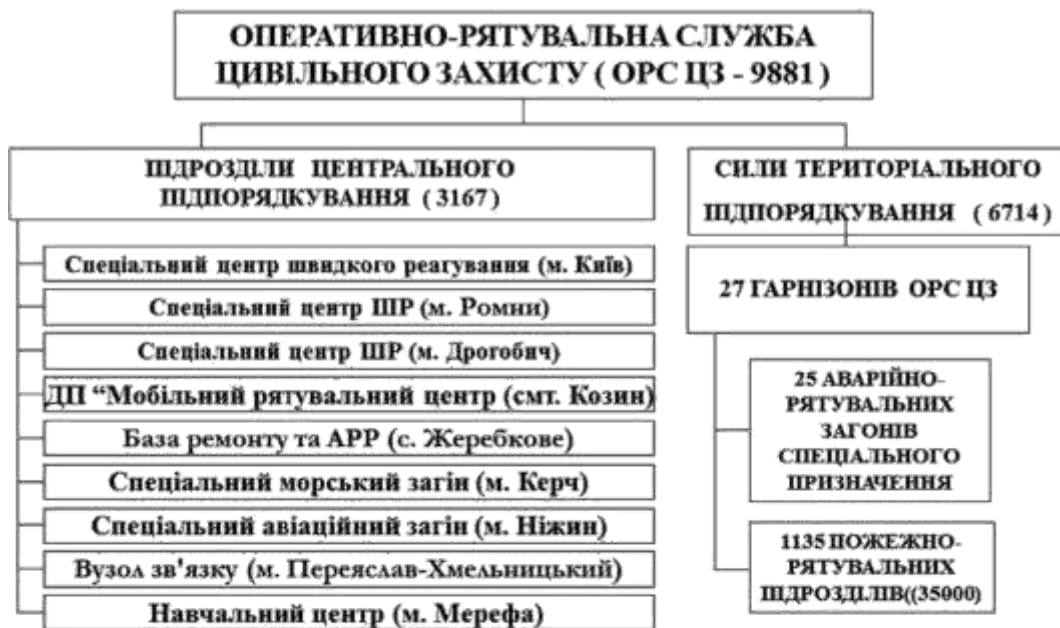 ОПЕРАТИВНО-РЯТУВАЛЬНА СЛУЖБА
ЦИВІЛЬНОГО ЗАХИСТУ ( ОРС ЦЗ - 9881 )
ПІДРОЗДІЛИ ЦЕНТРАЛЬНОГО
ПІДПОРЯДКУВАННЯ ( 3167)
Спеціальний центр швидкого реагування (м. Київ)
Спеціальний центр ШР (м. Ромни)
Спеціальний центр ШР (м. Дрогобич)
ДП “Мобільний рятувальний центр (смт. Козин)
База ремонту та АРР (с. Жеребкове)
Спеціальний морський загін (м. Керч)
Спеціальний авіаційний загін (м. Ніжин)
Вузол зв'язку (м. Переяслав-Хмельницький)
Навчальний центр (м. Мерефа)
СИЛИ ТЕРИТОРІАЛЬНОГО
ПІДПОРЯДКУВАННЯ ( 6714)
27 ГАРНІЗОНІВ ОРС ЦЗ
25 АВАРІЙНО-
РЯТУВАЛЬНИХ
ЗАГОНІВ
СПЕЦІАЛЬНОГО
ПРИЗНАЧЕННЯ
1135 ПОЖЕЖНО-
РЯТУВАЛЬНИХ
ПІДРОЗДІЛІВ((35000)